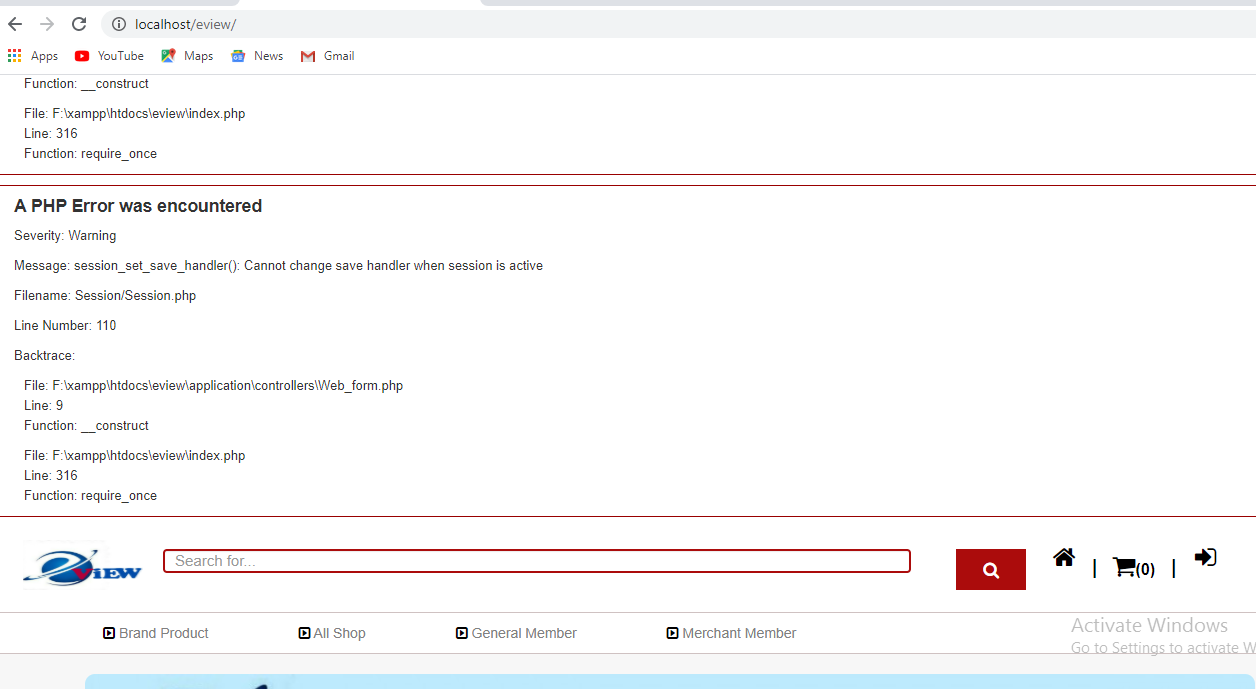 localhost/eview/
Apps YouTube Maps News Gmail
Function: __construct
File: F:\xampp\htdocs\eview\index.php
Line: 316
Function: require_once
A PHP Error was encountered
Severity: Warning
Message: session_set_save_handler(): Cannot change save handler when session is active
Filename: Session/Session.php
Line Number: 110
Backtrace:
File: F:\xampp\htdocs\eview\application\controllers\Web_form.php
Line: 9
Function: __construct
File: F:\xampp\htdocs\eview\index.php
Line: 316
Function: require_once
eVIEW Search for... | (0) |
Brand Product All Shop General Member Merchant Member
Activate Windows
Go to Settings to activate W